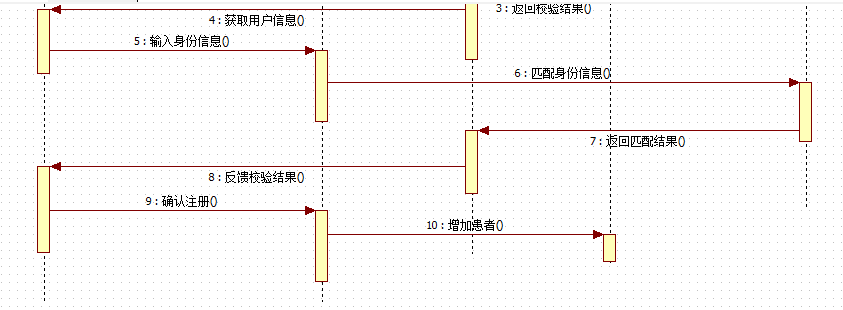 3 : 返回校验结果()
4 : 获取用户信息()
5 : 输入身份信息()
6 : 匹配身份信息()
7 : 返回匹配结果()
8 : 反馈校验结果()
9 : 确认注册()
10 : 增加患者()